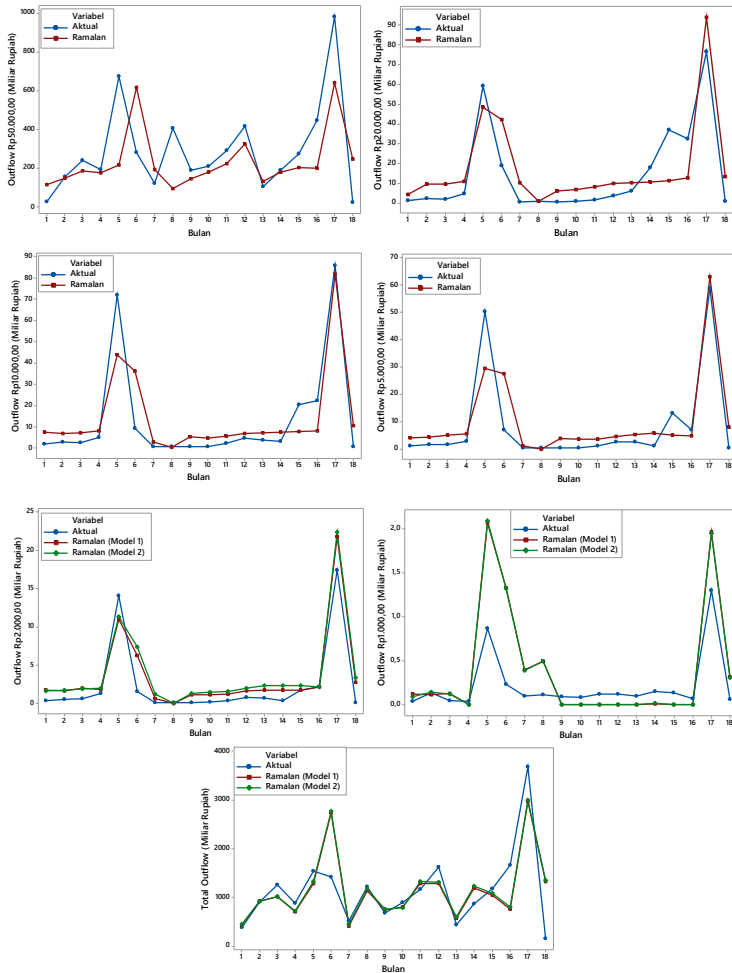 Outflow Rp50.000,00 (Miliar Rupiah)
1000
800
600
400
200
0
Variabel
Aktual
Ramalan
1 2 3 4 5 6 7 8 9 10 11 12 13 14 15 16 17 18
Bulan
Outflow Rp20.000,00 (Miliar Rupiah)
90
80
70
60
50
40
30
20
10
0
Variabel
Aktual
Ramalan
1 2 3 4 5 6 7 8 9 10 11 12 13 14 15 16 17 18
Bulan
Outflow Rp10.000,00 (Miliar Rupiah)
90
80
70
60
50
40
30
20
10
0
Variabel
Aktual
Ramalan
1 2 3 4 5 6 7 8 9 10 11 12 13 14 15 16 17 18
Bulan
Outflow Rp5.000,00 (Miliar Rupiah)
70
60
50
40
30
20
10
0
Variabel
Aktual
Ramalan
1 2 3 4 5 6 7 8 9 10 11 12 13 14 15 16 17 18
Bulan
Outflow Rp2.000,00 (Miliar Rupiah)
25
20
15
10
5
0
Variabel
Aktual
Ramalan (Model 1)
Ramalan (Model 2)
1 2 3 4 5 6 7 8 9 10 11 12 13 14 15 16 17 18
Bulan
Outflow Rp1.000,00 (Miliar Rupiah)
2,0
1,5
1,0
0,5
0,0
Variabel
Aktual
Ramalan (Model 1)
Ramalan (Model 2)
1 2 3 4 5 6 7 8 9 10 11 12 13 14 15 16 17 18
Bulan
Total Outflow (Miliar Rupiah)
4000
3000
2000
1000
0
Variabel
Aktual
Ramalan (Model 1)
Ramalan (Model 2)
1 2 3 4 5 6 7 8 9 10 11 12 13 14 15 16 17 18
Bulan